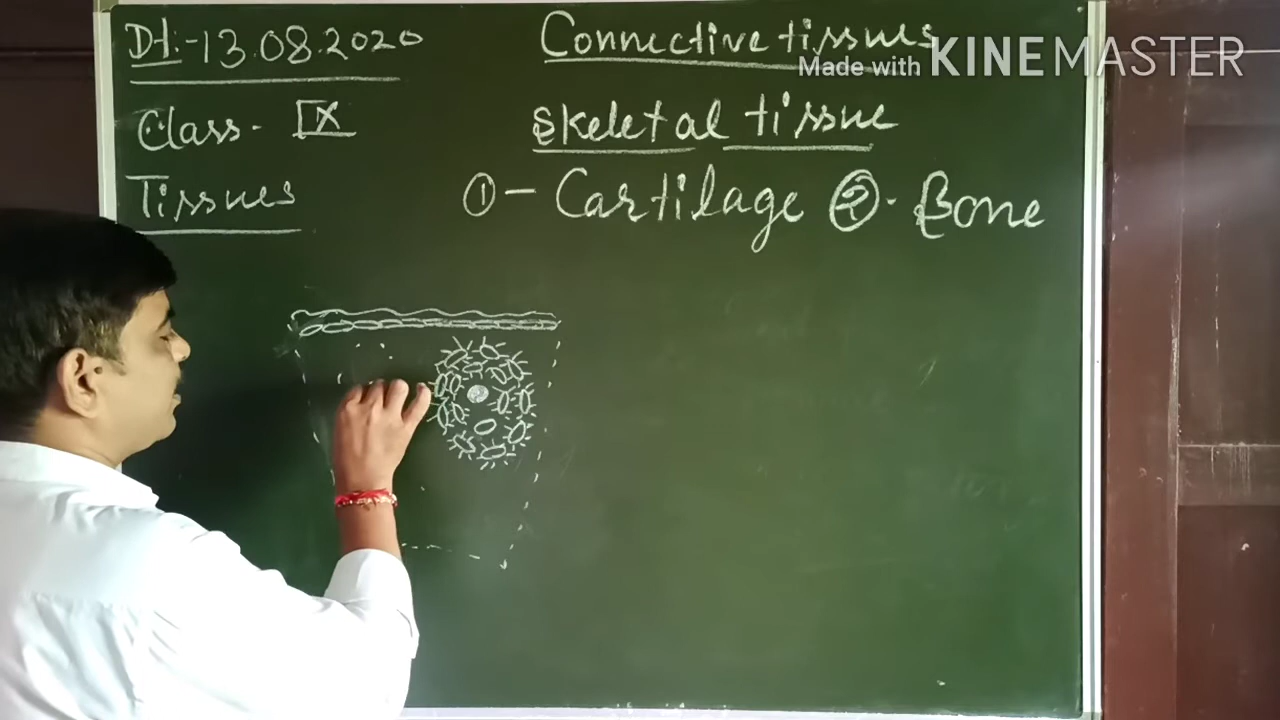 Dt:-13.08.2020
Connective tissues
Made with KINEMASTER
Class- IX
Skeletal tissue
Tissues
①- Cartilage ②. Bone